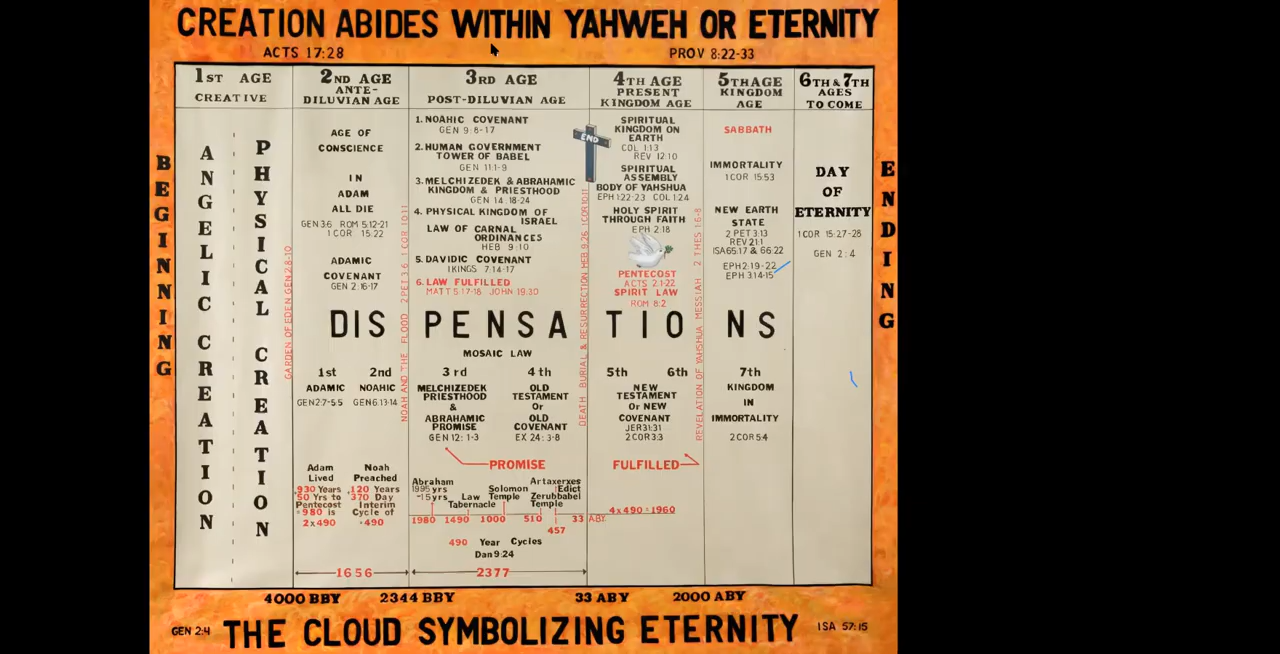 CREATION ABIDES WITHIN YAHWEH OR ETERNITY
ACTS 17:28
PROV 8:22-33
BEGINNING
1ST AGE
CREATIVE
ANGELIC CREATION
PHYSICAL CREATION
GARDEN OF EDEN GEN 2:8-10
2ND AGE
ANTE-
DILUVIAN AGE
AGE OF
CONSCIENCE
IN
ADAM
ALL DIE
GEN 3:6 ROM 5:12-21
1 COR 15:22
ADAMIC
COVENANT
GEN 2:16-17
NOAH AND THE FLOOD 2 PET 3:6 1 COR 10:11
3RD AGE
POST-DILUVIAN AGE
1. NOAHIC COVENANT
GEN 9:8-17
2. HUMAN GOVERNMENT
TOWER OF BABEL
GEN 11:1-9
3. MELCHIZEDEK & ABRAHAMIC
KINGDOM & PRIESTHOOD
GEN 14:18-24
4. PHYSICAL KINGDOM OF
ISRAEL
LAW OF CARNAL
ORDINANCES
HEB 9:10
5. DAVIDIC COVENANT
1KINGS 7:14-17
6. LAW FULFILLED
MATT 5:17-18 JOHN 19:30
END
DEATH BURIAL & RESURRECTION HEB 9:26 1 COR 10:11
4TH AGE
PRESENT
KINGDOM AGE
SPIRITUAL
KINGDOM ON
EARTH
COL 1:13
REV 12:10
SPIRITUAL
ASSEMBLY
BODY OF YAHSHUA
EPH 1:22-23 COL 1:24
HOLY SPIRIT
THROUGH FAITH
EPH 2:18
PENTECOST
ACTS 2:1-22
SPIRIT LAW
ROM 8:2
REVELATION OF YAHSHUA MESSIAH 2 THES 1:6-8
5TH AGE
KINGDOM
AGE
SABBATH
IMMORTALITY
1 COR 15:53
NEW EARTH
STATE
2 PET 3:13
REV 21:1
ISA 65:17 & 66:22
EPH 2:19-22
EPH 3:14-15
6TH & 7TH
AGES
TO COME
DAY
OF
ETERNITY
1 COR 15:27-28
GEN 2:4
ENDING
DISPENSATIONS
MOSAIC LAW
1st 2nd 3rd 4th 5th 6th 7th
ADAMIC
GEN 2:7-5:5
NOAHIC
GEN 6:13-14
MELCHIZEDEK
PRIESTHOOD
&
ABRAHAMIC
PROMISE
GEN 12:1-3
OLD
TESTAMENT
Or
OLD
COVENANT
EX 24:3-8
NEW
TESTAMENT
Or NEW
COVENANT
JER 31:31
2 COR 3:3
KINGDOM
IN
IMMORTALITY
2 COR 5:4
PROMISE
FULFILLED
Adam
Lived
930 Years
50 Yrs to
Pentecost
980 is
2x490
Noah
Preached
120 Years
370 Day
Interim
Cycle of
490
Abraham
1995 yrs
-15 yrs
Law
Tabernacle
Solomon
Temple
Artaxerxes
Edict
Zerubbabel
Temple
1980 1490 1000 510 33 ABY
457
4x490=1960
490 Year Cycles
Dan 9:24
1656
2377
4000 BBY
2344 BBY
33 ABY
2000 ABY
GEN 2:4
THE CLOUD SYMBOLIZING ETERNITY
ISA 57:15